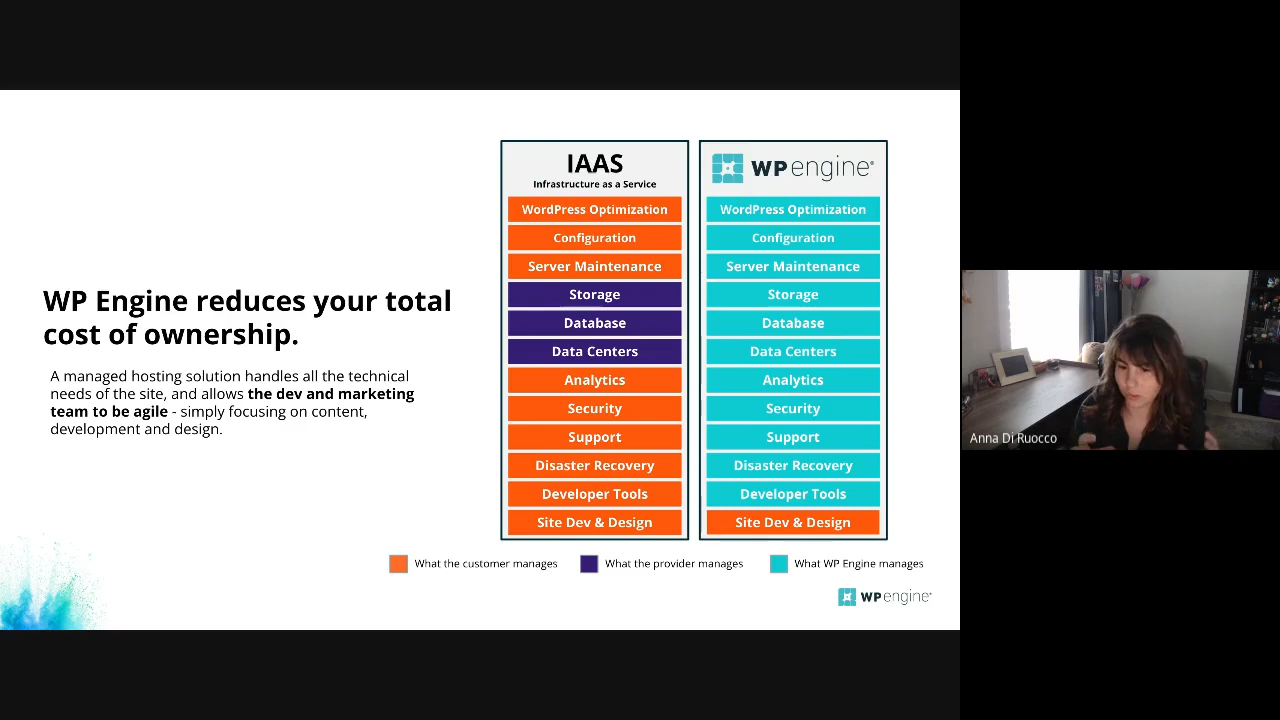 WP Engine reduces your total
cost of ownership.
A managed hosting solution handles all the technical
needs of the site, and allows the dev and marketing
team to be agile - simply focusing on content,
development and design.
IAAS
Infrastructure as a Service
WordPress Optimization
Configuration
Server Maintenance
Storage
Database
Data Centers
Analytics
Security
Support
Disaster Recovery
Developer Tools
Site Dev & Design
WP engine®
WordPress Optimization
Configuration
Server Maintenance
Storage
Database
Data Centers
Analytics
Security
Support
Disaster Recovery
Developer Tools
Site Dev & Design
What the customer manages
What the provider manages
What WP Engine manages
WP engine®
Anna Di Ruocco